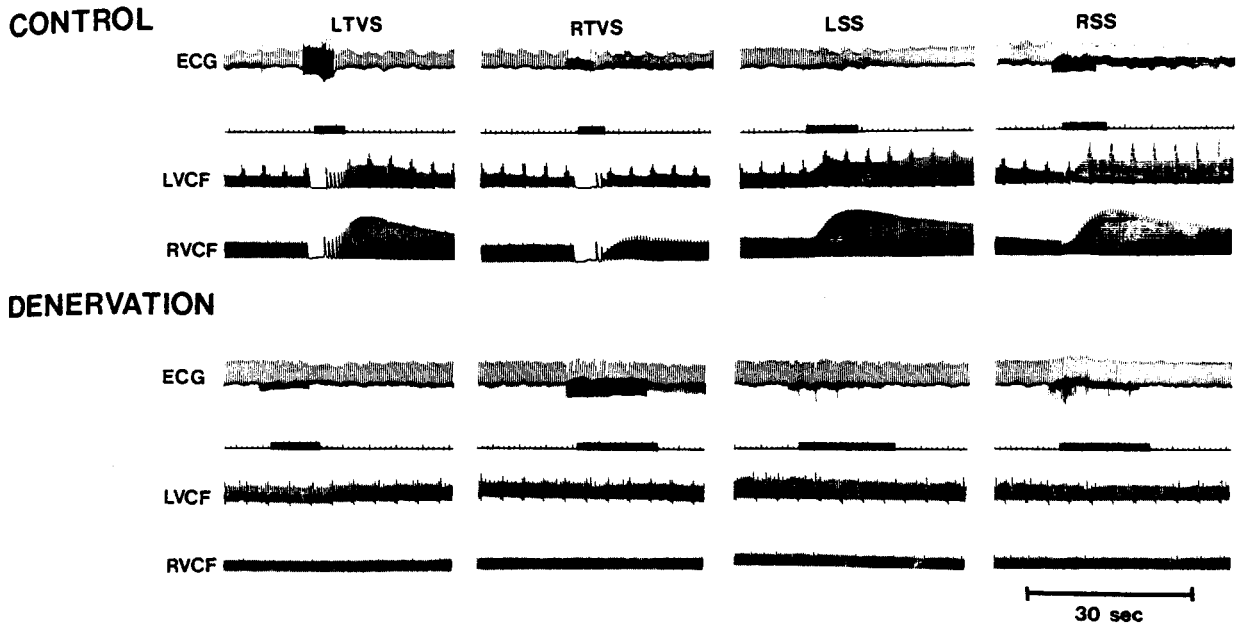 CONTROL
LTVS
RTVS
LSS
RSS
ECG
LVCF
RVCF
DENERVATION
ECG
LVCF
RVCF
30 sec